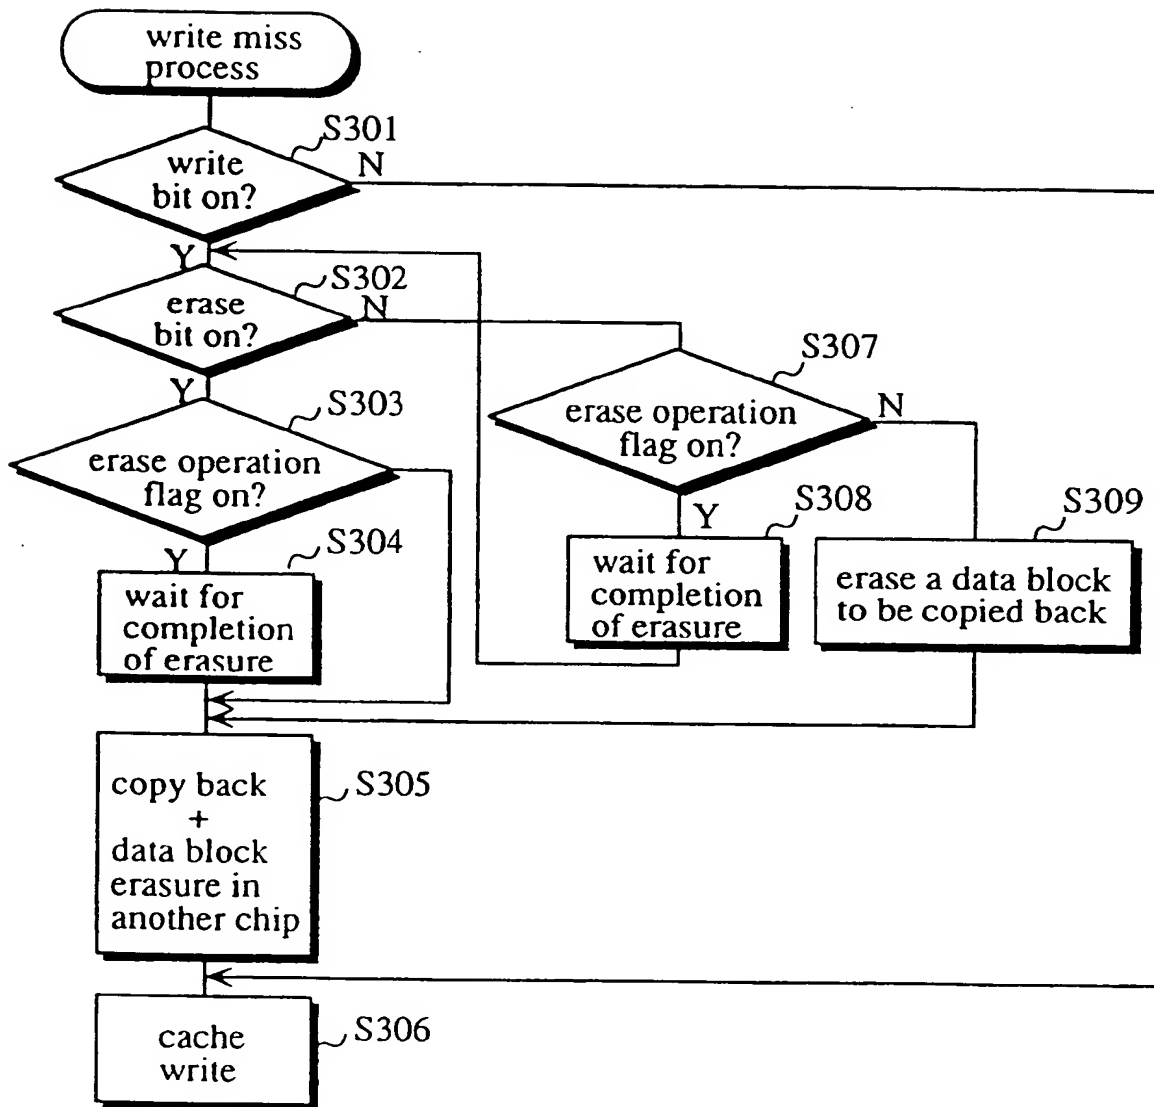 write miss
process
S301
write
bit on?
N
Y
S302
erase
bit on?
N
Y
S303
erase operation
flag on?
S307
erase operation
flag on?
N
Y
S304
wait for
completion
of erasure
Y
S308
wait for
completion
of erasure
S309
erase a data block
to be copied back
copy back
+
data block
erasure in
another chip
S305
cache
write
S306